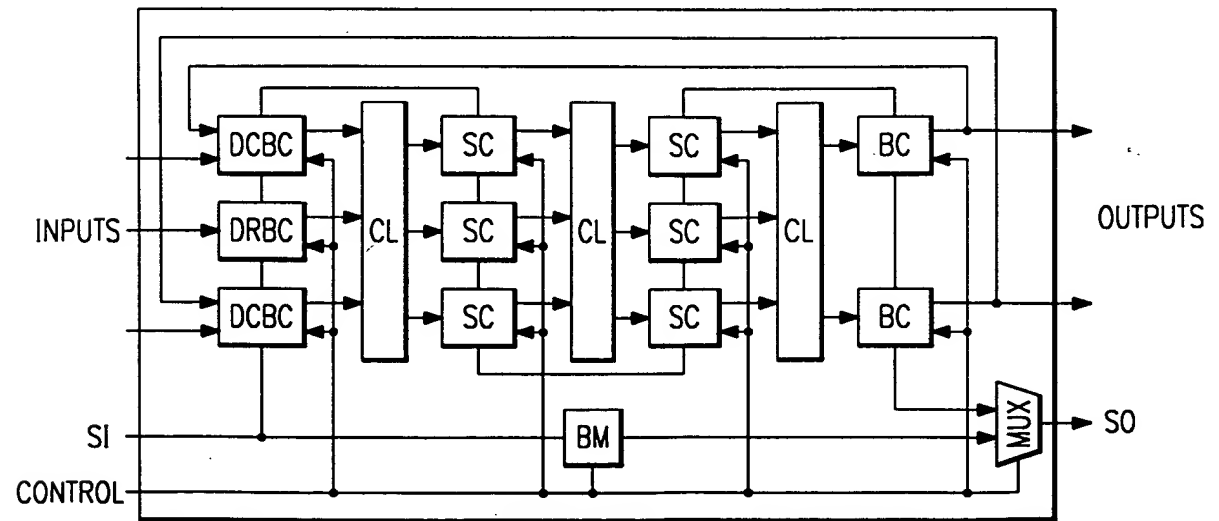 DCBC
SC
SC
BC
CL
CL
CL
INPUTS
DRBC
SC
SC
OUTPUTS
DCBC
SC
SC
BC
SI
BM
MUX
SO
CONTROL